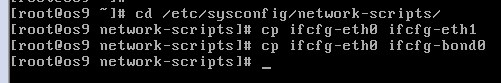 [root@os9 ~]# cd /etc/sysconfig/network-scripts/
[root@os9 network-scripts]# cp ifcfg-eth0 ifcfg-eth1
[root@os9 network-scripts]# cp ifcfg-eth0 ifcfg-bond0
[root@os9 network-scripts]# _